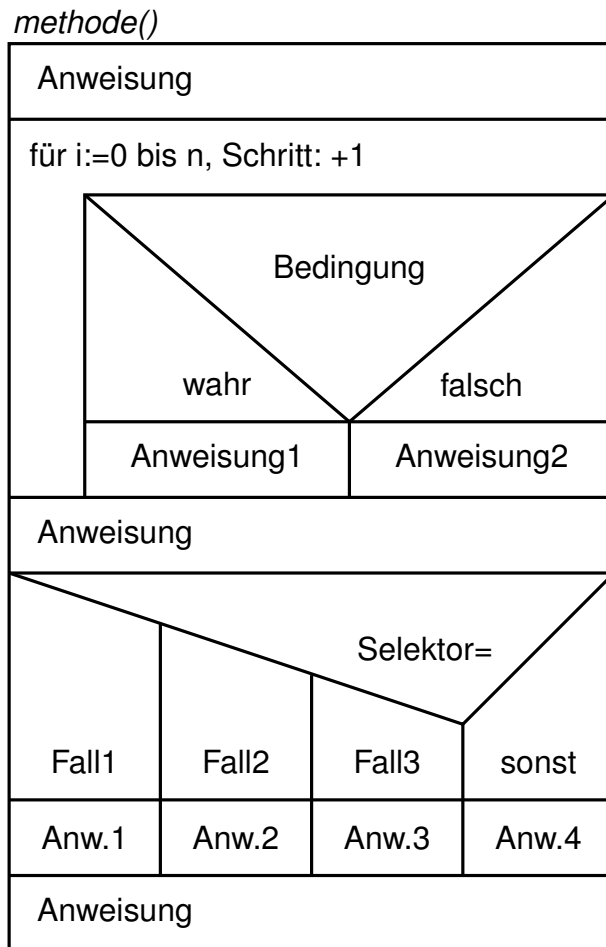 methode()
Anweisung
für i:=0 bis n, Schritt: +1
Bedingung
wahr falsch
Anweisung1 Anweisung2
Anweisung
Selektor=
Fall1 Fall2 Fall3 sonst
Anw.1 Anw.2 Anw.3 Anw.4
Anweisung